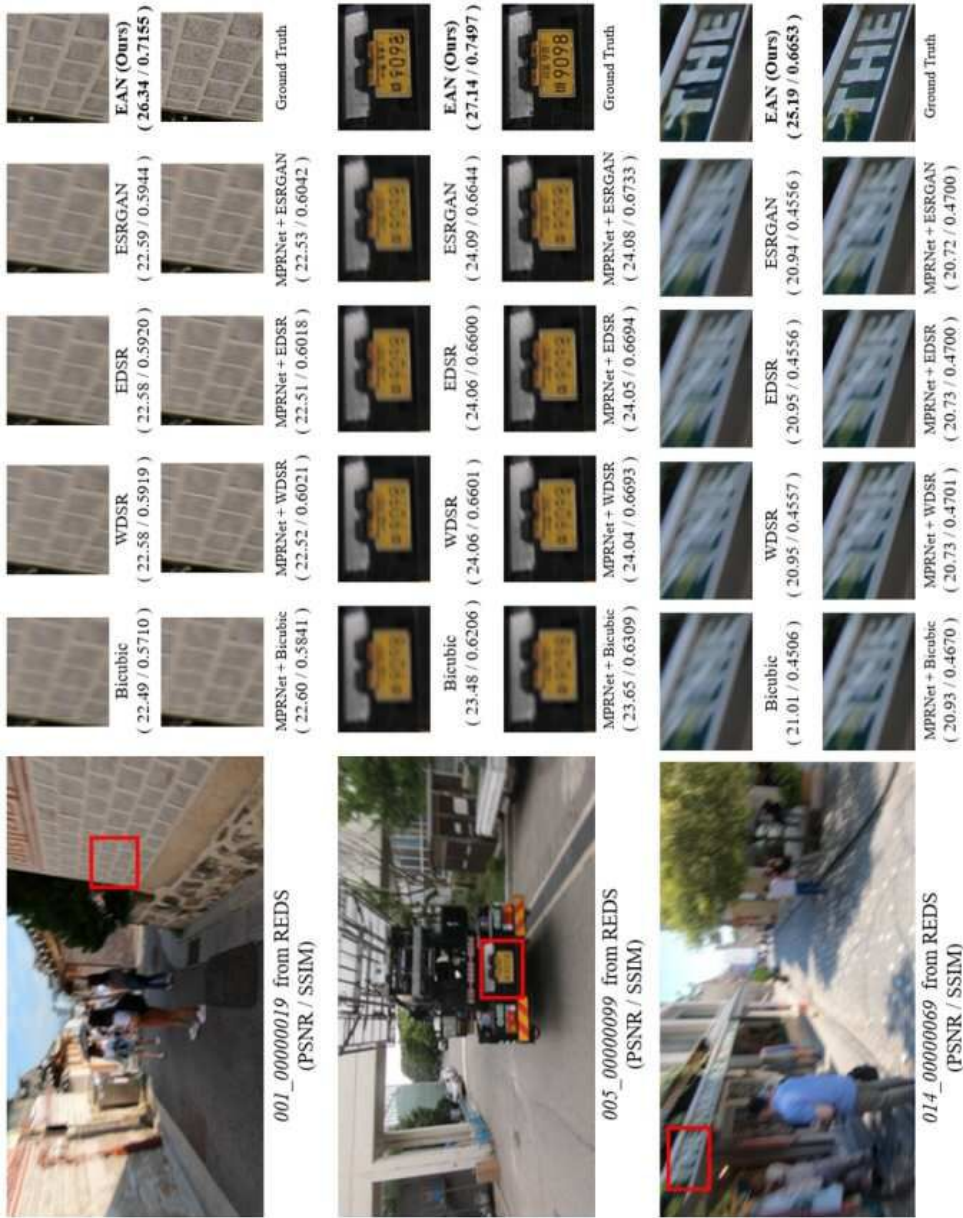 001_00000019 from REDS
(PSNR / SSIM)
Bicubic
( 22.49 / 0.5710 )
WDSR
( 22.58 / 0.5919 )
EDSR
( 22.58 / 0.5920 )
ESRGAN
( 22.59 / 0.5944 )
EAN (Ours)
( 26.34 / 0.7155 )
MPRNet + Bicubic
( 22.60 / 0.5841 )
MPRNet + WDSR
( 22.52 / 0.6021 )
MPRNet + EDSR
( 22.51 / 0.6018 )
MPRNet + ESRGAN
( 22.53 / 0.6042 )
Ground Truth
005_00000099 from REDS
(PSNR / SSIM)
Bicubic
( 23.48 / 0.6206 )
WDSR
( 24.06 / 0.6601 )
EDSR
( 24.06 / 0.6600 )
ESRGAN
( 24.09 / 0.6644 )
EAN (Ours)
( 27.14 / 0.7497 )
MPRNet + Bicubic
( 23.65 / 0.6309 )
MPRNet + WDSR
( 24.04 / 0.6693 )
MPRNet + EDSR
( 24.05 / 0.6694 )
MPRNet + ESRGAN
( 24.08 / 0.6733 )
9098
Ground Truth
014_00000069 from REDS
(PSNR / SSIM)
Bicubic
( 21.01 / 0.4506 )
WDSR
( 20.95 / 0.4557 )
EDSR
( 20.95 / 0.4556 )
ESRGAN
( 20.94 / 0.4556 )
THE
EAN (Ours)
( 25.19 / 0.6653 )
MPRNet + Bicubic
( 20.93 / 0.4670 )
MPRNet + WDSR
( 20.73 / 0.4701 )
MPRNet + EDSR
( 20.73 / 0.4700 )
MPRNet + ESRGAN
( 20.72 / 0.4700 )
THE
Ground Truth